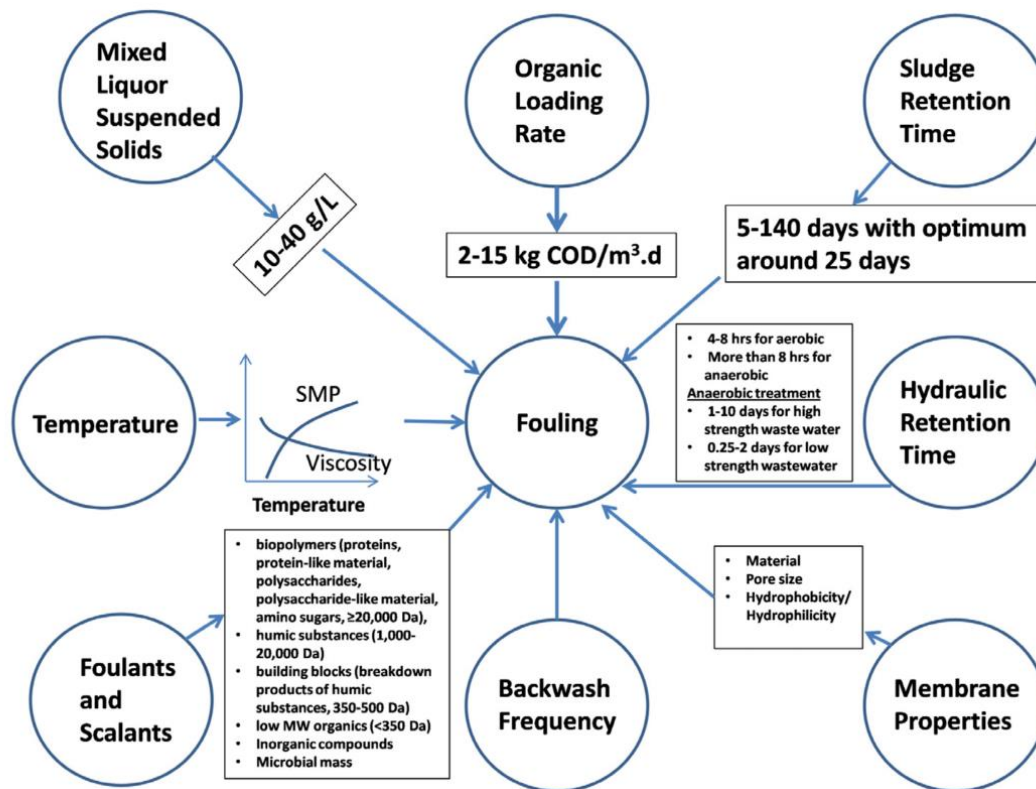 Mixed
Liquor
Suspended
Solids
Organic
Loading
Rate
Sludge
Retention
Time
10-40 g/L
2-15 kg COD/m³.d
5-140 days with optimum
around 25 days
Temperature
SMP
Viscosity
Temperature
Fouling
• 4-8 hrs for aerobic
• More than 8 hrs for
anaerobic
Anaerobic treatment
• 1-10 days for high
strength waste water
• 0.25-2 days for low
strength wastewater
Hydraulic
Retention
Time
Foulants
and
Scalants
• biopolymers (proteins,
protein-like material,
polysaccharides,
polysaccharide-like material,
amino sugars, ≥20,000 Da),
• humic substances (1,000-
20,000 Da)
• building blocks (breakdown
products of humic
substances, 350-500 Da)
• low MW organics (<350 Da)
• Inorganic compounds
• Microbial mass
Backwash
Frequency
• Material
• Pore size
• Hydrophobicity/
Hydrophilicity
Membrane
Properties